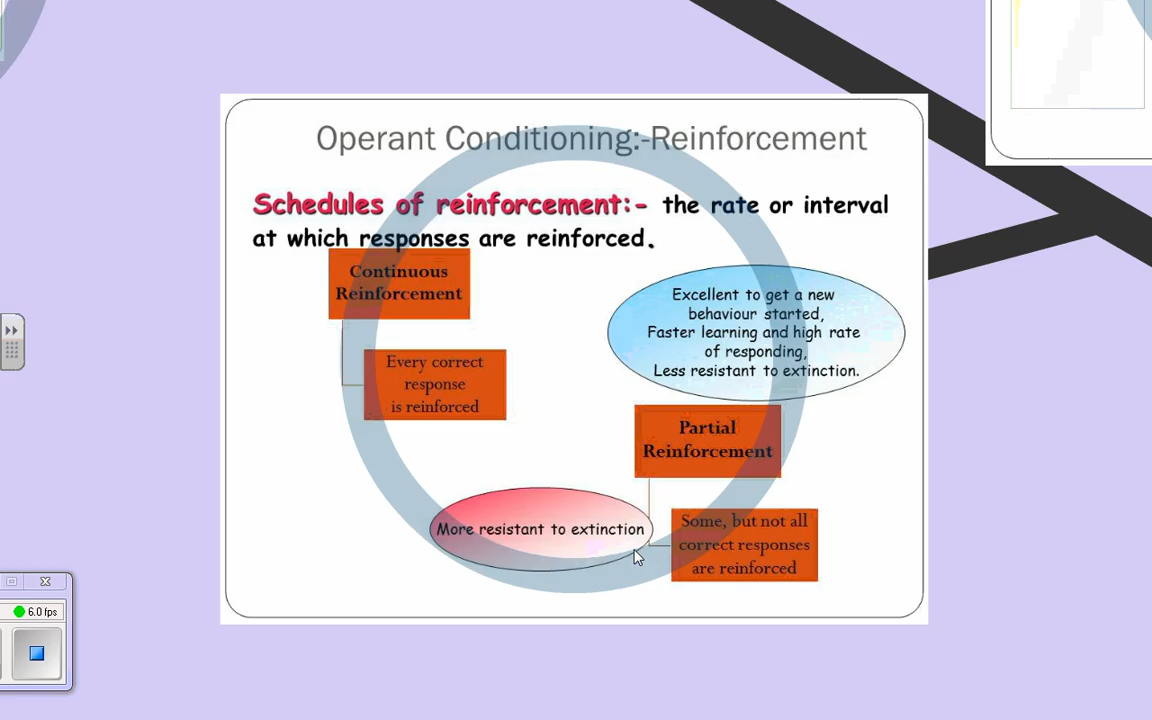 Operant Conditioning:-Reinforcement
Schedules of reinforcement:- the rate or interval
at which responses are reinforced.
Continuous
Reinforcement
Every correct
response
is reinforced
Excellent to get a new
behaviour started,
Faster learning and high rate
of responding,
Less resistant to extinction.
Partial
Reinforcement
More resistant to extinction
Some, but not all
correct responses
are reinforced
6.0 fps